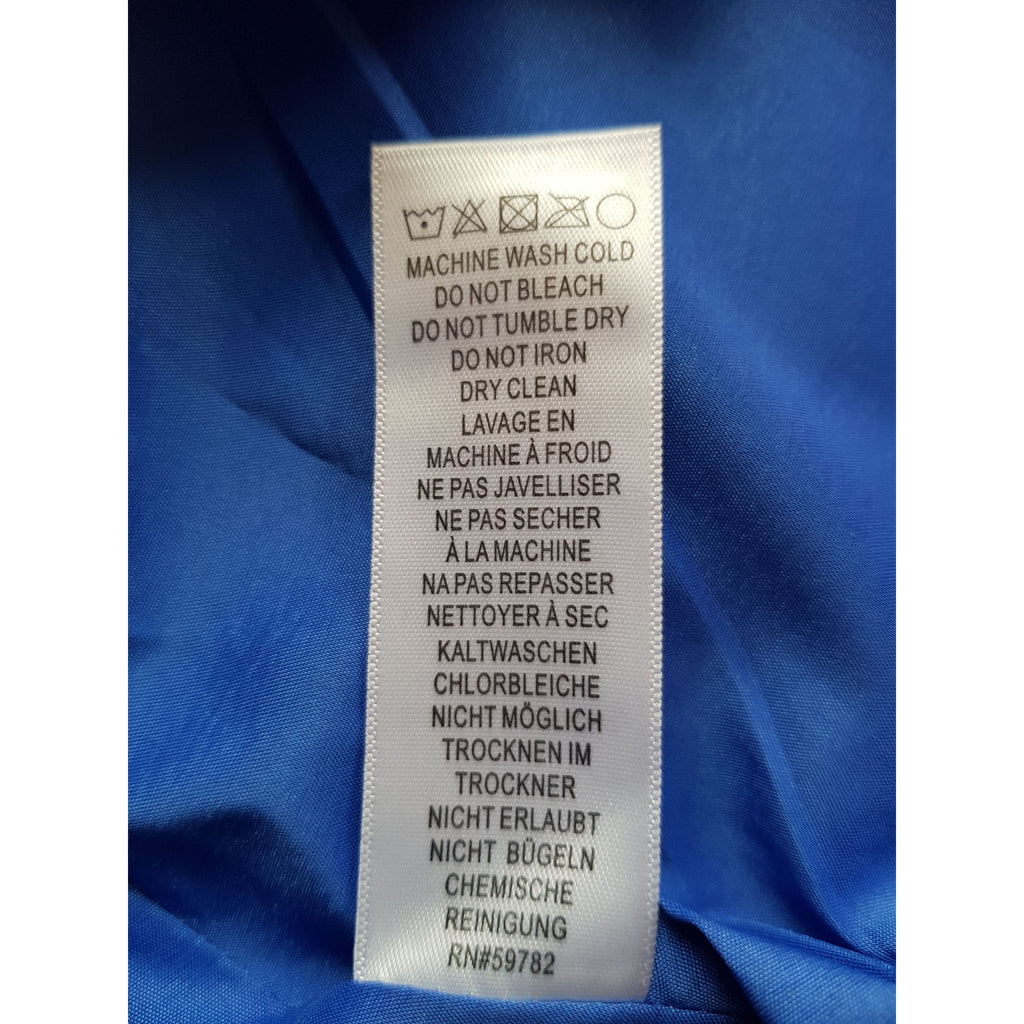 MACHINE WASH COLD
DO NOT BLEACH
DO NOT TUMBLE DRY
DO NOT IRON
DRY CLEAN
LAVAGE EN
MACHINE À FROID
NE PAS JAVELLISER
NE PAS SECHER
À LA MACHINE
NA PAS REPASSER
NETTOYER À SEC
KALTWASCHEN
CHLORBLEICHE
NICHT MÖGLICH
TROCKNEN IM
TROCKNER
NICHT ERLAUBT
NICHT BÜGELN
CHEMISCHE
REINIGUNG
RN#59782